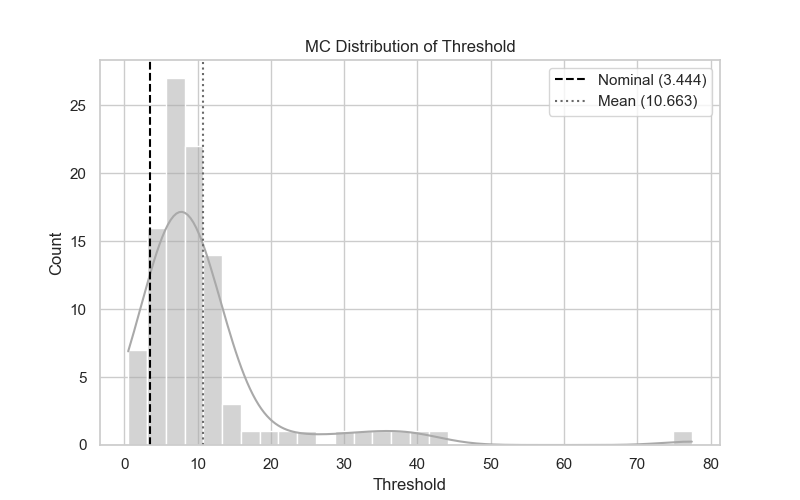 MC Distribution of Threshold
Nominal (3.444)
Mean (10.663)
Count
25
20
15
10
5
0
0 10 20 30 40 50 60 70 80
Threshold